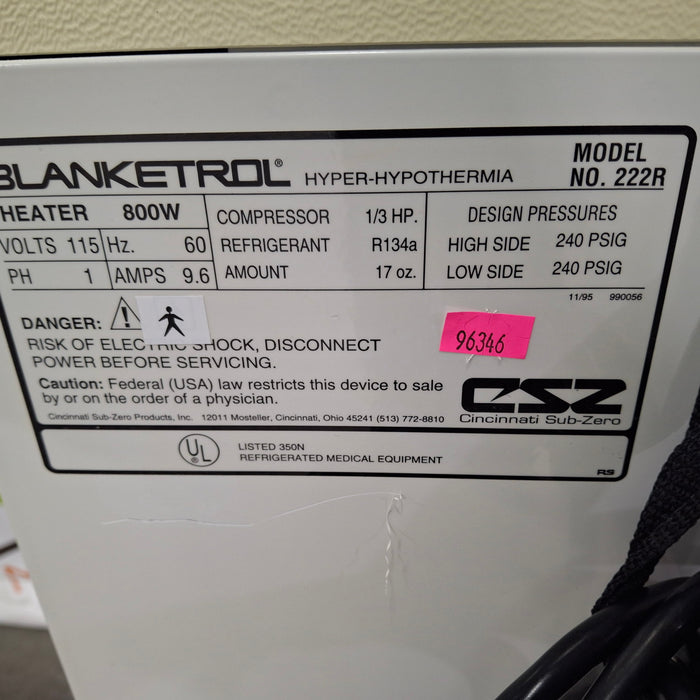 BLANKETROL® HYPER-HYPOTHERMIA
MODEL
NO. 222R
HEATER 800W
VOLTS 115 Hz. 60
PH 1 AMPS 9.6
COMPRESSOR 1/3 HP.
REFRIGERANT R134a
AMOUNT 17 oz.
DESIGN PRESSURES
HIGH SIDE 240 PSIG
LOW SIDE 240 PSIG
11/95 990056
DANGER:
RISK OF ELECTRIC SHOCK, DISCONNECT
POWER BEFORE SERVICING.
96346
Caution: Federal (USA) law restricts this device to sale
by or on the order of a physician.
Cincinnati Sub-Zero Products, Inc. 12011 Mosteller, Cincinnati, Ohio 45241 (513) 772-8810
CSZ
Cincinnati Sub-Zero
UL
LISTED 350N
REFRIGERATED MEDICAL EQUIPMENT
RS